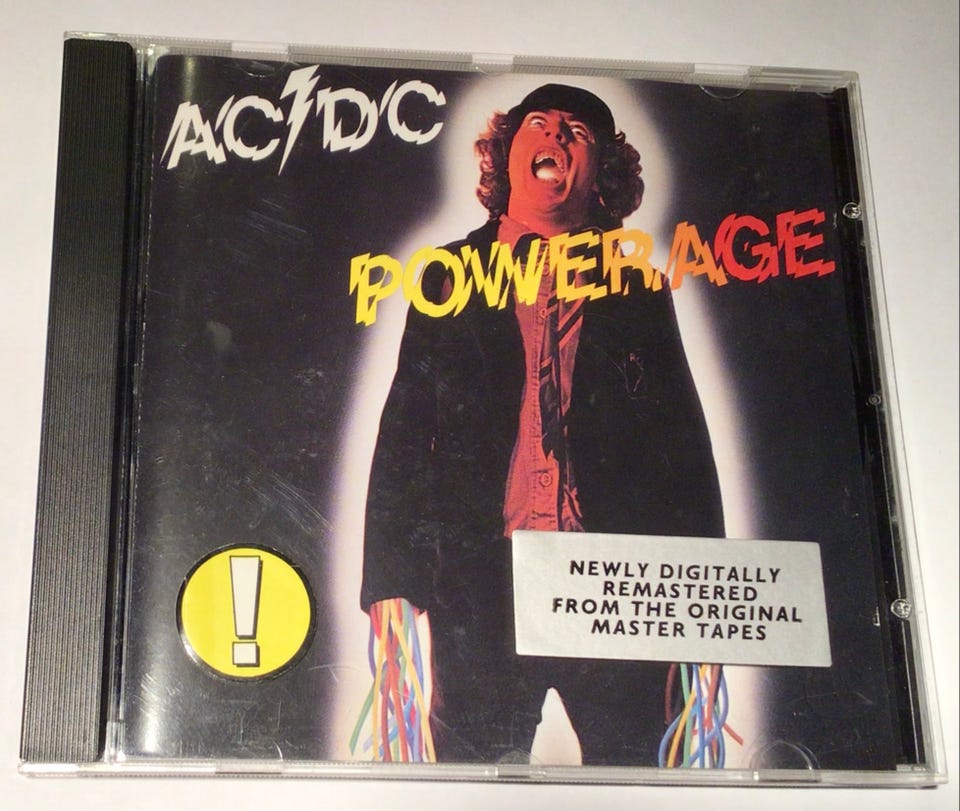 AC⚡DC
POWERAGE
!
NEWLY DIGITALLY
REMASTERED
FROM THE ORIGINAL
MASTER TAPES